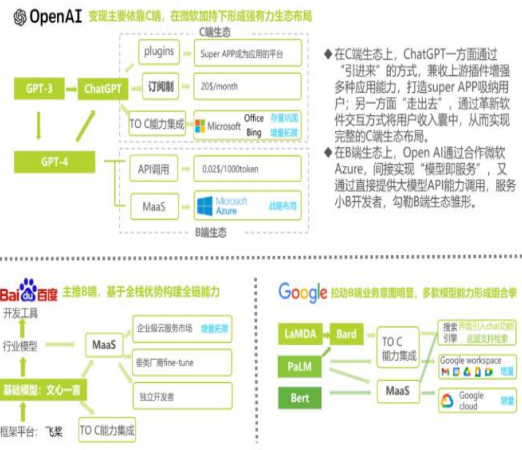 OpenAI 变现主要依靠C端，在微软加持下形成强有力生态布局
C端生态
plugins
Super APP成为应用的平台
GPT-3
ChatGPT
订阅制
20$/month
TO C能力集成
Microsoft
Office 存量巩固
Bing 增量拓展
GPT-4
API调用
0.02$/1000token
MaaS
Microsoft
Azure
战略布局
B端生态
◆在C端生态上，ChatGPT一方面通过
“引进来”的方式，兼收上游插件增强
多种应用能力，打造super APP吸纳用
户；另一方面“走出去”，通过革新软
件交互方式将用户收入囊中，从而实现
完整的C端生态布局。
◆在B端生态上，Open AI通过合作微软
Azure，间接实现“模型即服务”，又
通过直接提供大模型API能力调用，服务
小B开发者，勾勒B端生态雏形。
Bai du 百度 主推B端，基于全栈优势构建全链能力
开发工具
行业模型
基础模型：文心一言
框架平台：飞桨
MaaS
TO C能力集成
企业级云服务市场 增量拓展
垂类厂商fine-tune
独立开发者
Google 拉动B端业务意图明显，多款模型能力形成组合拳
LaMDA
Bard
PaLM
Bert
TO C
能力集成
MaaS
搜索 界面引入chat功能
引擎 底层支持检索
Google workspace
增量
Google
cloud
增量